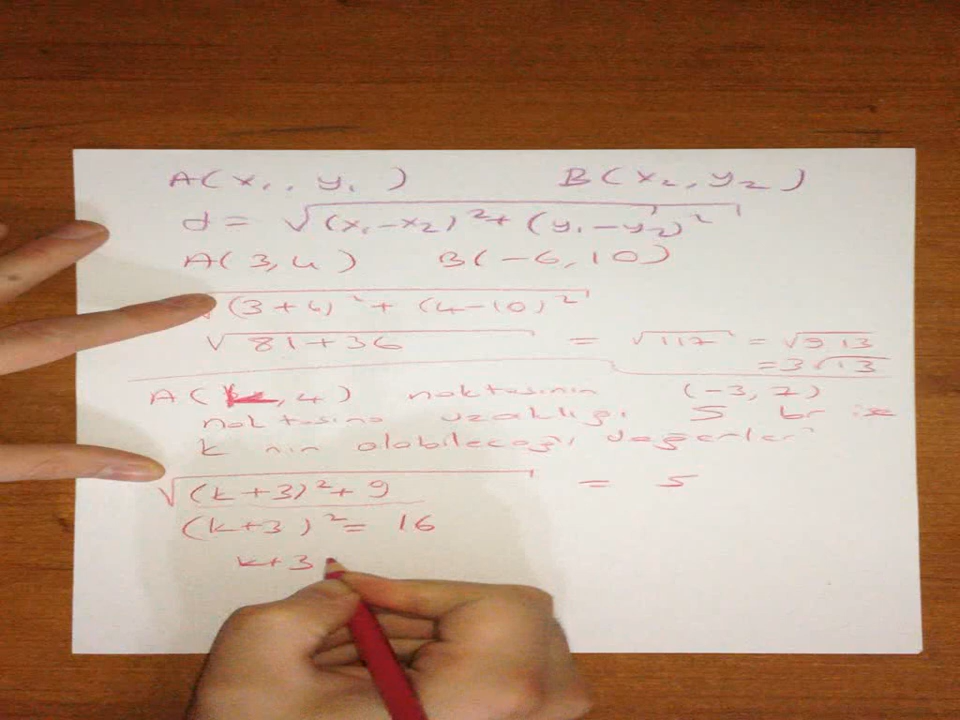 A(x₁, y₁) B(x₂, y₂)
d = √(x₁-x₂)²+(y₁-y₂)²
A(3,4) B(-6,10)
√(3+6)²+(4-10)²
√81+36 = √117 = √9 13
=3√13
A(k,4) noktasının (-3,7)
noktasına uzaklığı 5 br ise
k nin alabileceği değerler
√(k+3)²+9 = 5
(k+3)²= 16
k+3